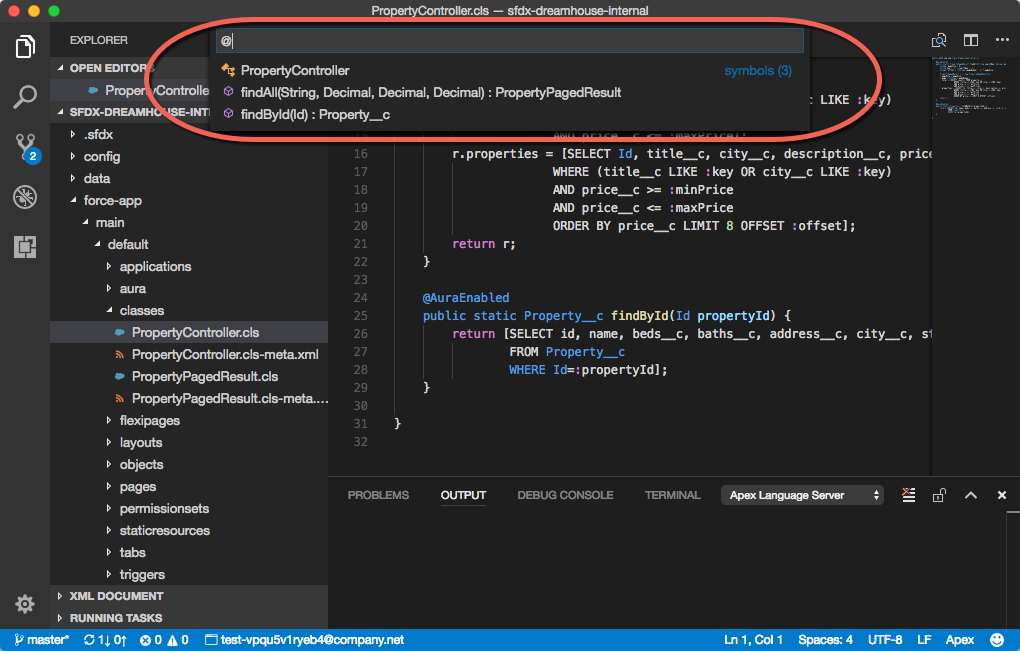 PropertyController.cls — sfdx-dreamhouse-internal
EXPLORER
OPEN EDITORS
PropertyControlle
SFDX-DREAMHOUSE-INT
.sfdx
config
data
force-app
main
default
applications
aura
classes
PropertyController.cls
PropertyController.cls-meta.xml
PropertyPagedResult.cls
PropertyPagedResult.cls-meta....
flexipages
layouts
objects
pages
permissionsets
staticresources
tabs
triggers
XML DOCUMENT
RUNNING TASKS
2
@
PropertyController symbols (3)
findAll(String, Decimal, Decimal, Decimal) : PropertyPagedResult
findById(Id) : Property__c
LIKE :key)
AND price__c <= :maxPrice];
16 r.properties = [SELECT Id, title__c, city__c, description__c, price
17 WHERE (title__c LIKE :key OR city__c LIKE :key)
18 AND price__c >= :minPrice
19 AND price__c <= :maxPrice
20 ORDER BY price__c LIMIT 8 OFFSET :offset];
21 return r;
22 }
23
24 @AuraEnabled
25 public static Property__c findById(Id propertyId) {
26 return [SELECT id, name, beds__c, baths__c, address__c, city__c, st
27 FROM Property__c
28 WHERE Id=:propertyId];
29 }
30
31 }
32
PROBLEMS OUTPUT DEBUG CONSOLE TERMINAL Apex Language Server
master* 1↓ 0↑ 0 0 test-vpqu5v1ryeb4@company.net Ln 1, Col 1 Spaces: 4 UTF-8 LF Apex